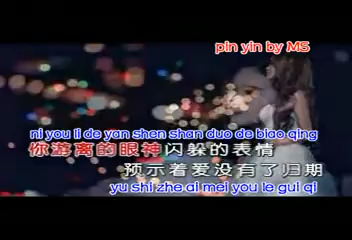 pin yin by MS
ni you li de yan shen shan duo de biao qing
你游离的眼神闪躲的表情
预示着爱没有了归期
yu shi zhe ai mei you le gui qi